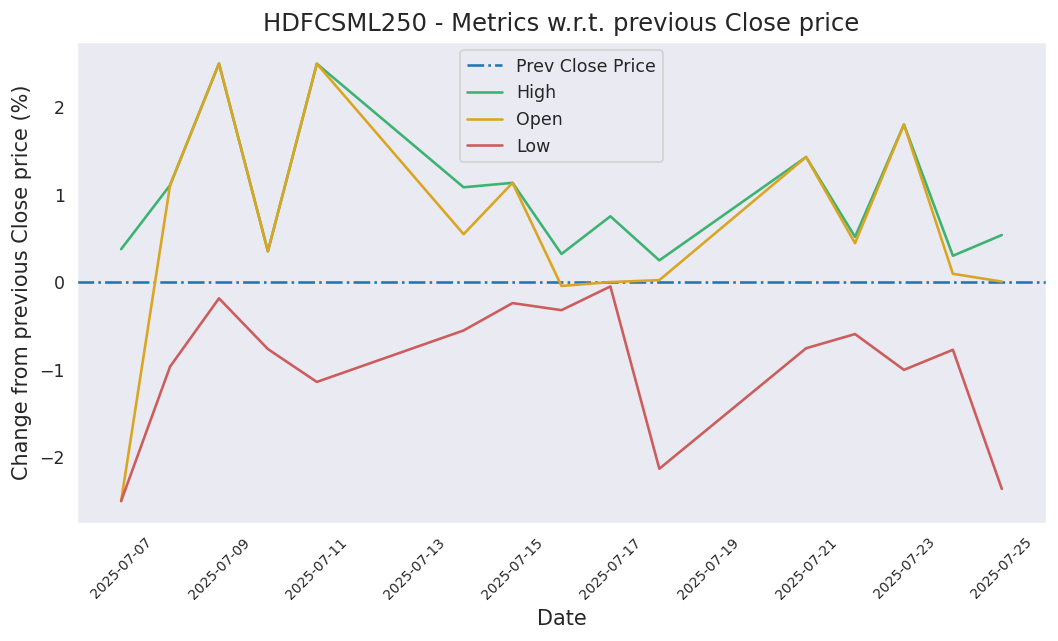 HDFCSML250 - Metrics w.r.t. previous Close price
Prev Close Price
High
Open
Low
Change from previous Close price (%)
2
1
0
−1
−2
2025-07-07
2025-07-09
2025-07-11
2025-07-13
2025-07-15
2025-07-17
2025-07-19
2025-07-21
2025-07-23
2025-07-25
Date